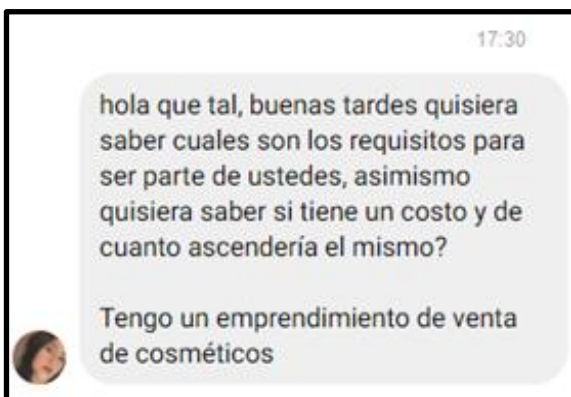 17:30
hola que tal, buenas tardes quisiera
saber cuales son los requisitos para
ser parte de ustedes, asimismo
quisiera saber si tiene un costo y de
cuanto ascendería el mismo?
Tengo un emprendimiento de venta
de cosméticos